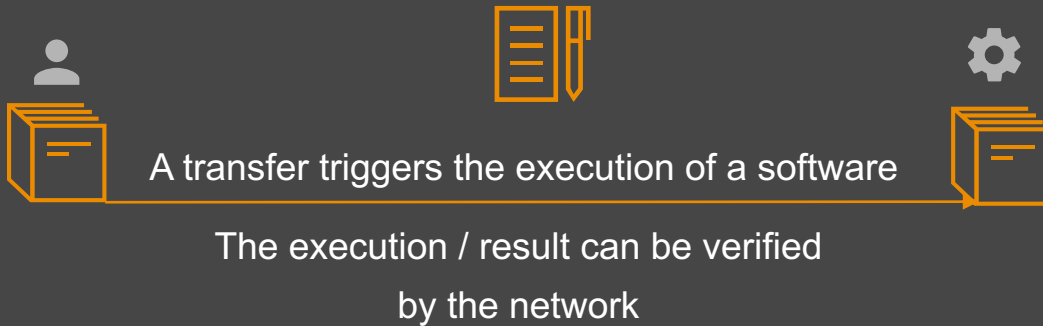 A transfer triggers the execution of a software
The execution / result can be verified
by the network